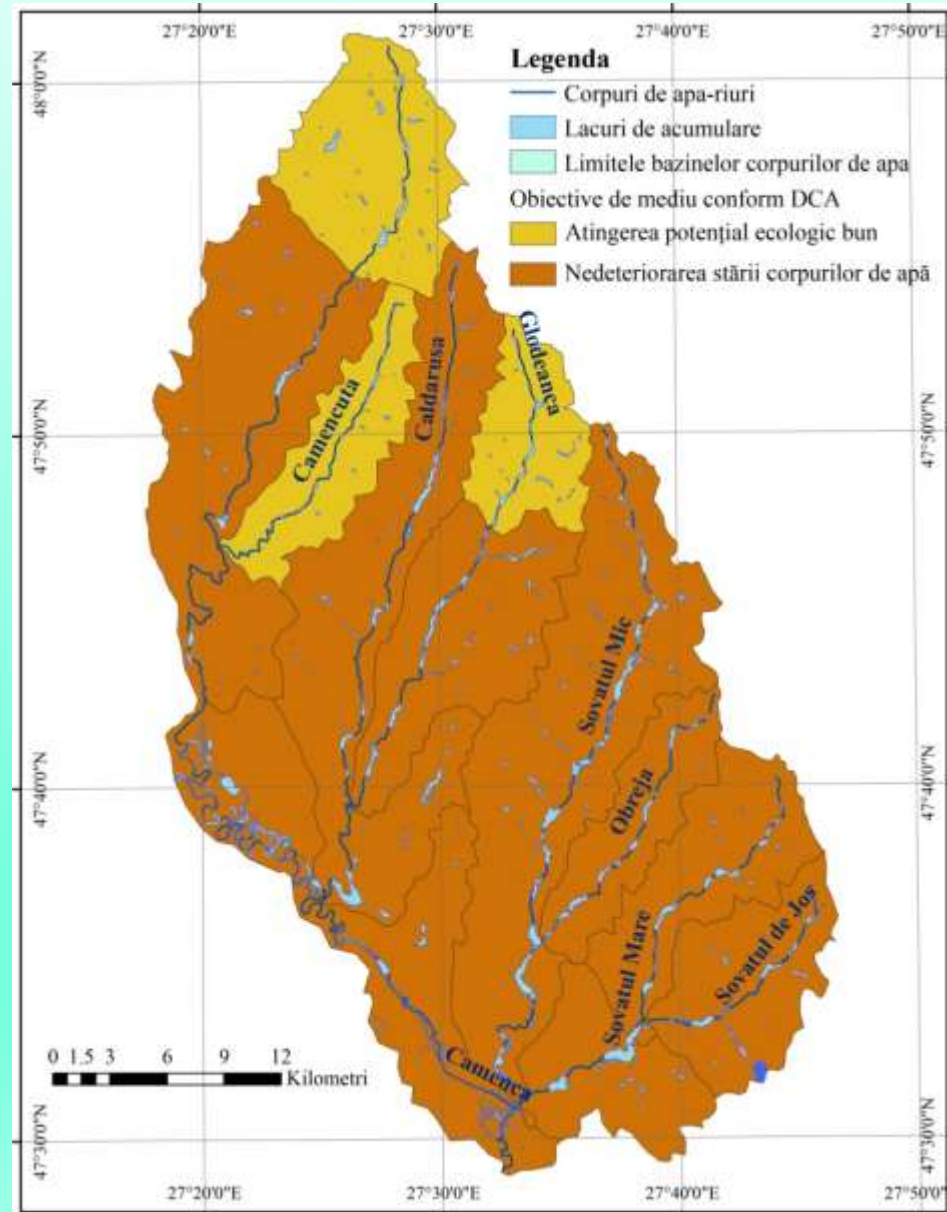 27°20'0"E
27°30'0"E
27°40'0"E
27°50'0"E
48°0'0"N
Legenda
Corpuri de apa-riuri
Lacuri de acumulare
Limitele bazinelor corpurilor de apa
Obiective de mediu conform DCA
Atingerea potențial ecologic bun
Nedeteriorarea stării corpurilor de apă
Glodeanca
Caldarusa
Camencuta
47°50'0"N
47°50'0"N
Sovatul Mic
Obreja
47°40'0"N
47°40'0"N
Sovatul Mare
Sovatul de Jos
Camenca
0 1.5 3 6 9 12
Kilometri
47°30'0"N
47°30'0"N
27°20'0"E
27°30'0"E
27°40'0"E
27°50'0"E